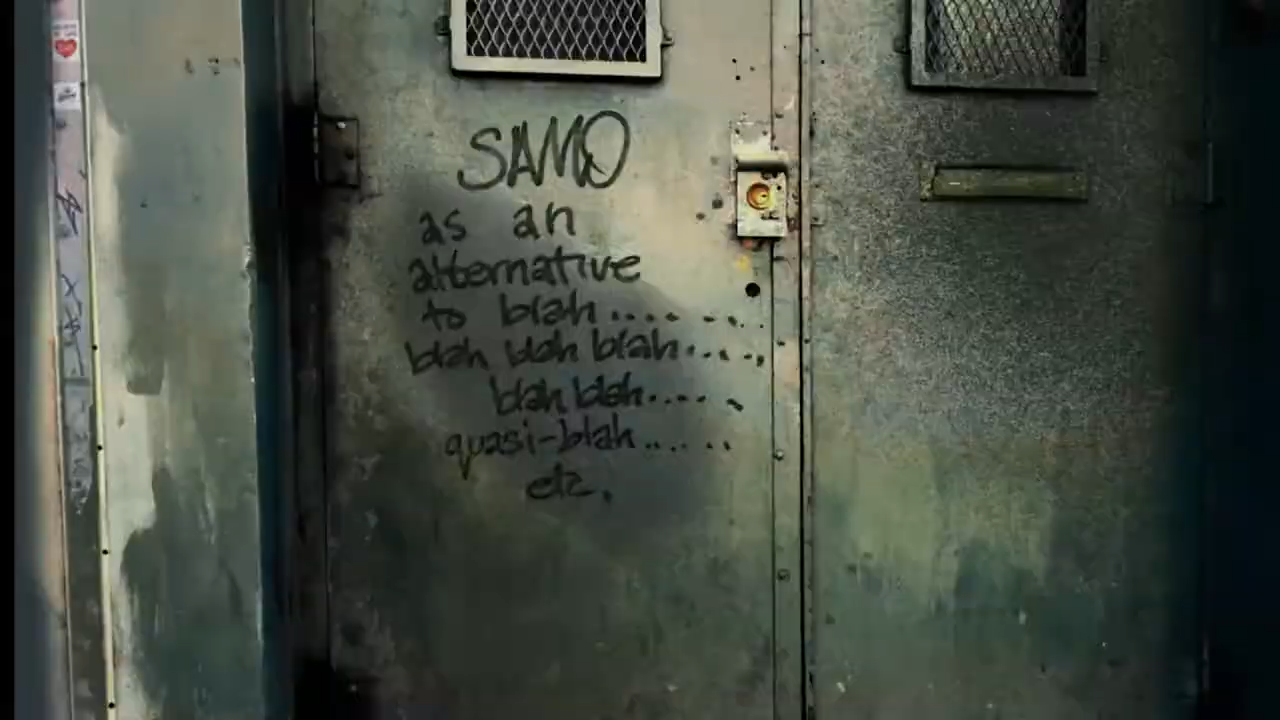 SAMO
as an
alternative
to blah..... ...
blah blah blah.....,
blah blah.... .
quasi-blah......
etc.